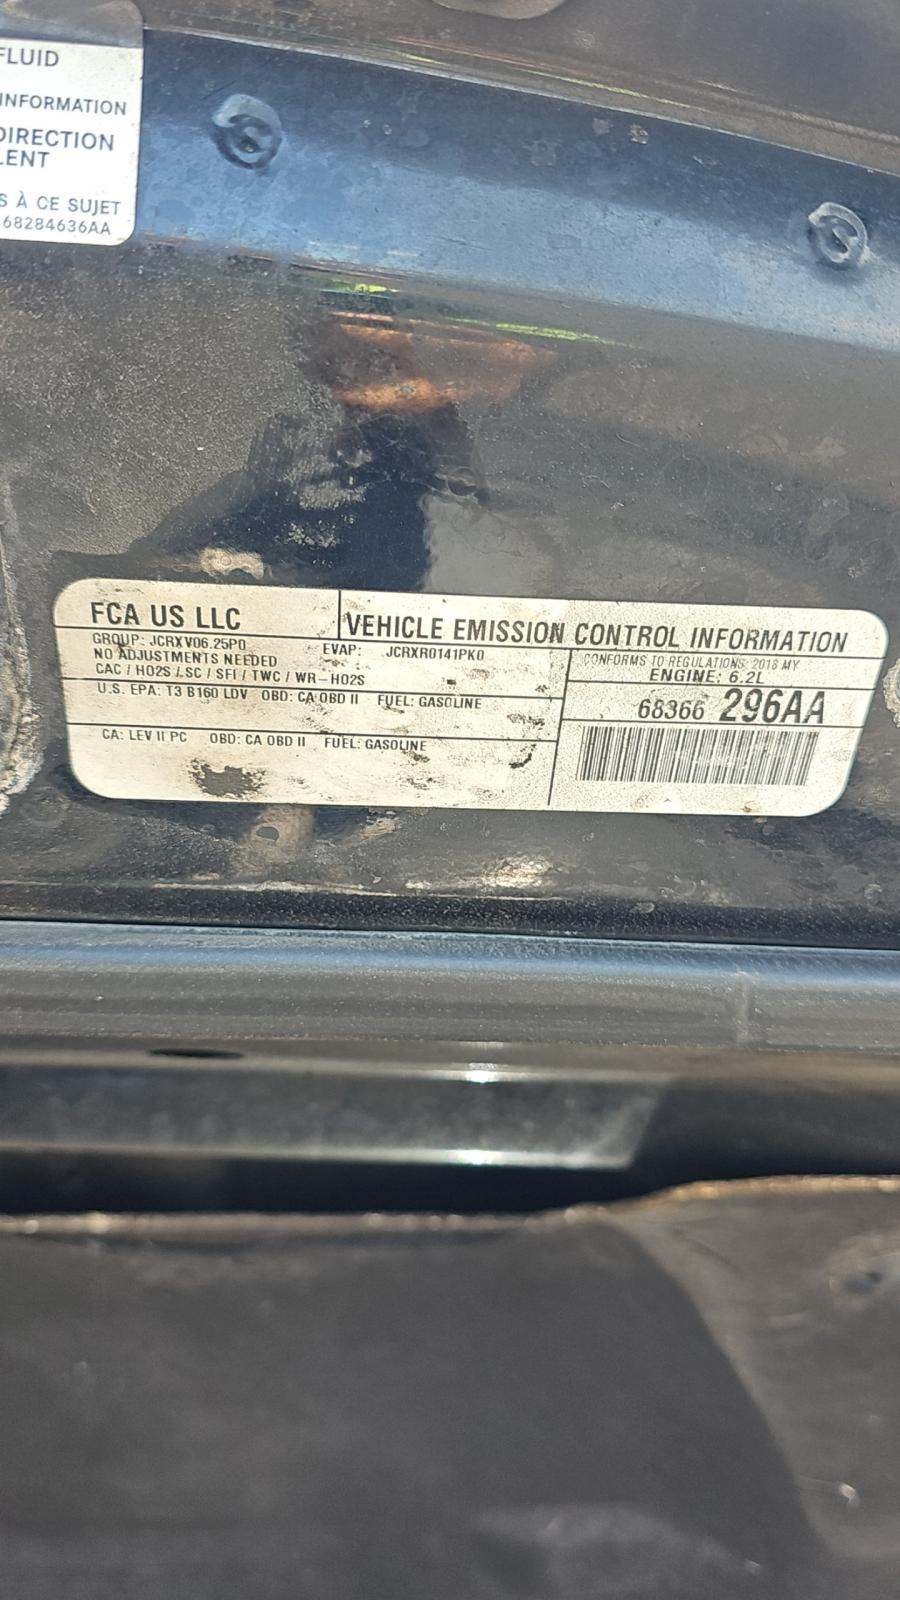 FLUID
INFORMATION
DIRECTION
LENT
S À CE SUJET
68284636AA
FCA US LLC
VEHICLE EMISSION CONTROL INFORMATION
GROUP: JCRXV06.25P0 EVAP: JCRXR0141PK0
NO ADJUSTMENTS NEEDED
CAC / HO2S / SC / SFI / TWC / WR-HO2S
CONFORMS TO REGULATIONS: 2018 MY
ENGINE: 6.2L
U.S. EPA: T3 B160 LDV OBD: CA OBD II FUEL: GASOLINE
68366 296AA
CA: LEV II PC OBD: CA OBD II FUEL: GASOLINE